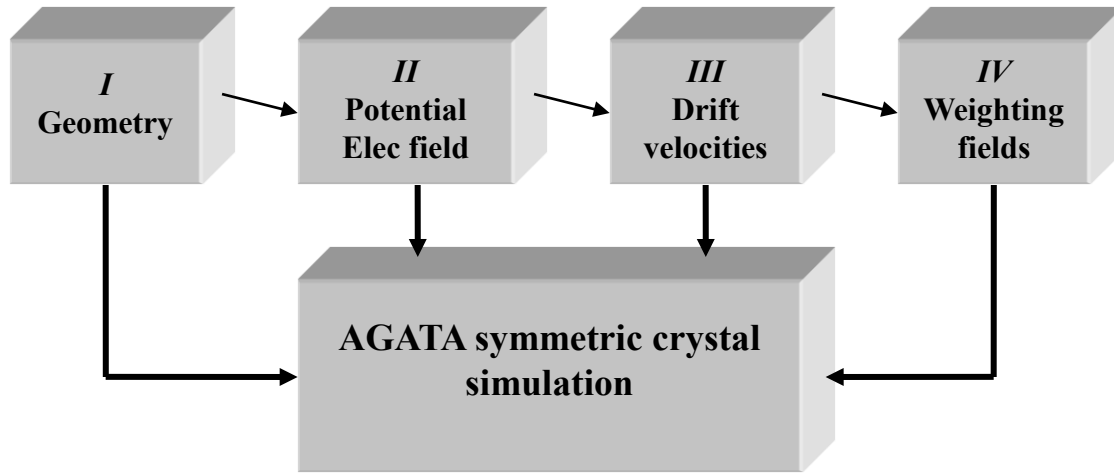 I
Geometry
II
Potential
Elec field
III
Drift
velocities
IV
Weighting
fields
AGATA symmetric crystal
simulation